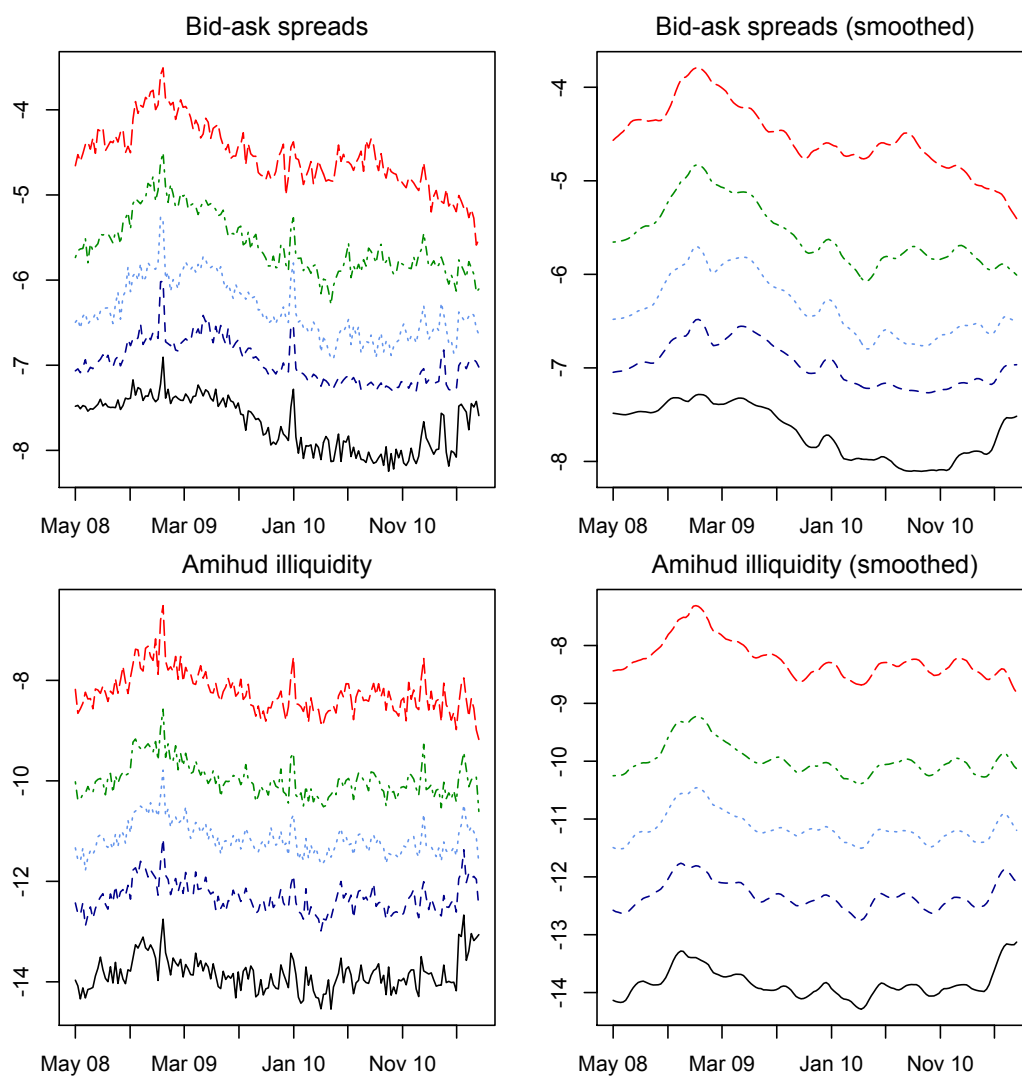 Bid-ask spreads
-4
-5
-6
-7
-8
May 08 Mar 09 Jan 10 Nov 10
Bid-ask spreads (smoothed)
-4
-5
-6
-7
-8
May 08 Mar 09 Jan 10 Nov 10
Amihud illiquidity
-8
-10
-12
-14
May 08 Mar 09 Jan 10 Nov 10
Amihud illiquidity (smoothed)
-8
-9
-10
-11
-12
-13
-14
May 08 Mar 09 Jan 10 Nov 10